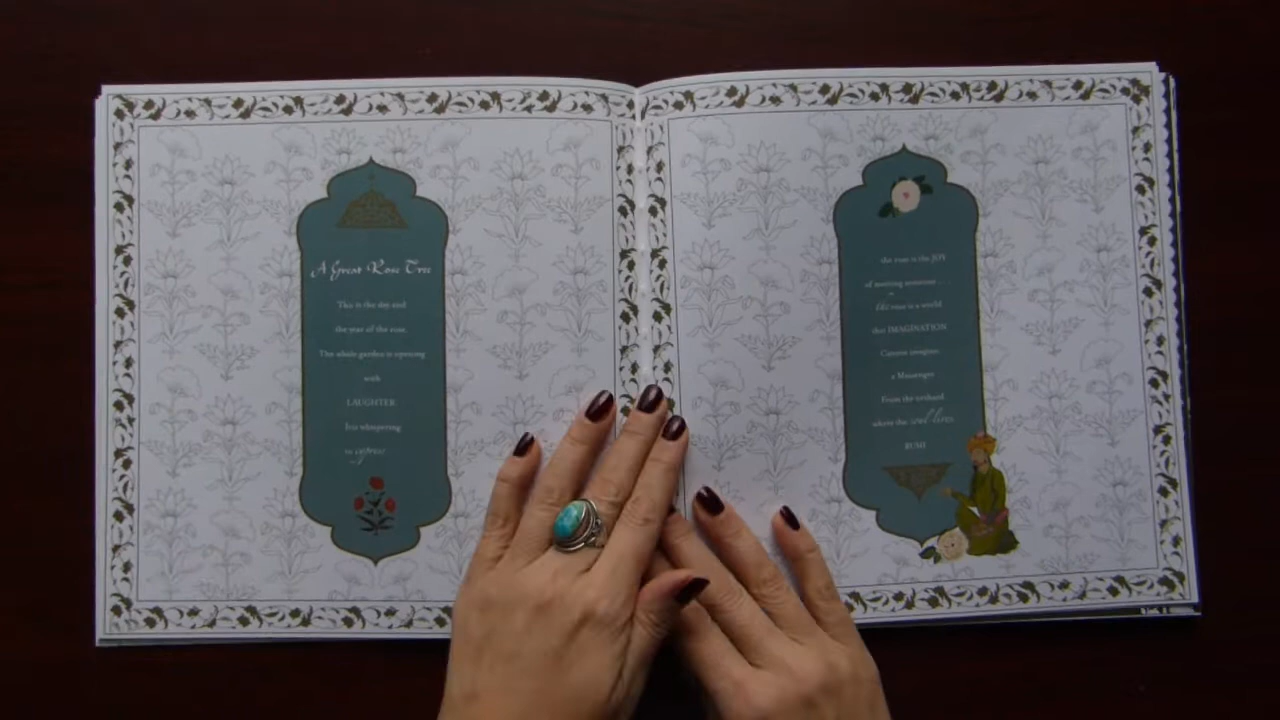 A Great Rose Tree
This is the day and
the year of the rose.
The whole garden is opening
with
LAUGHTER.
Iris whispering
to cypress
the rose is the JOY
of meeting someone . . .
the rose is a world
that IMAGINATION
Cannot imagine.
a Messenger
From the orchard
where the soul lives.
RUMI